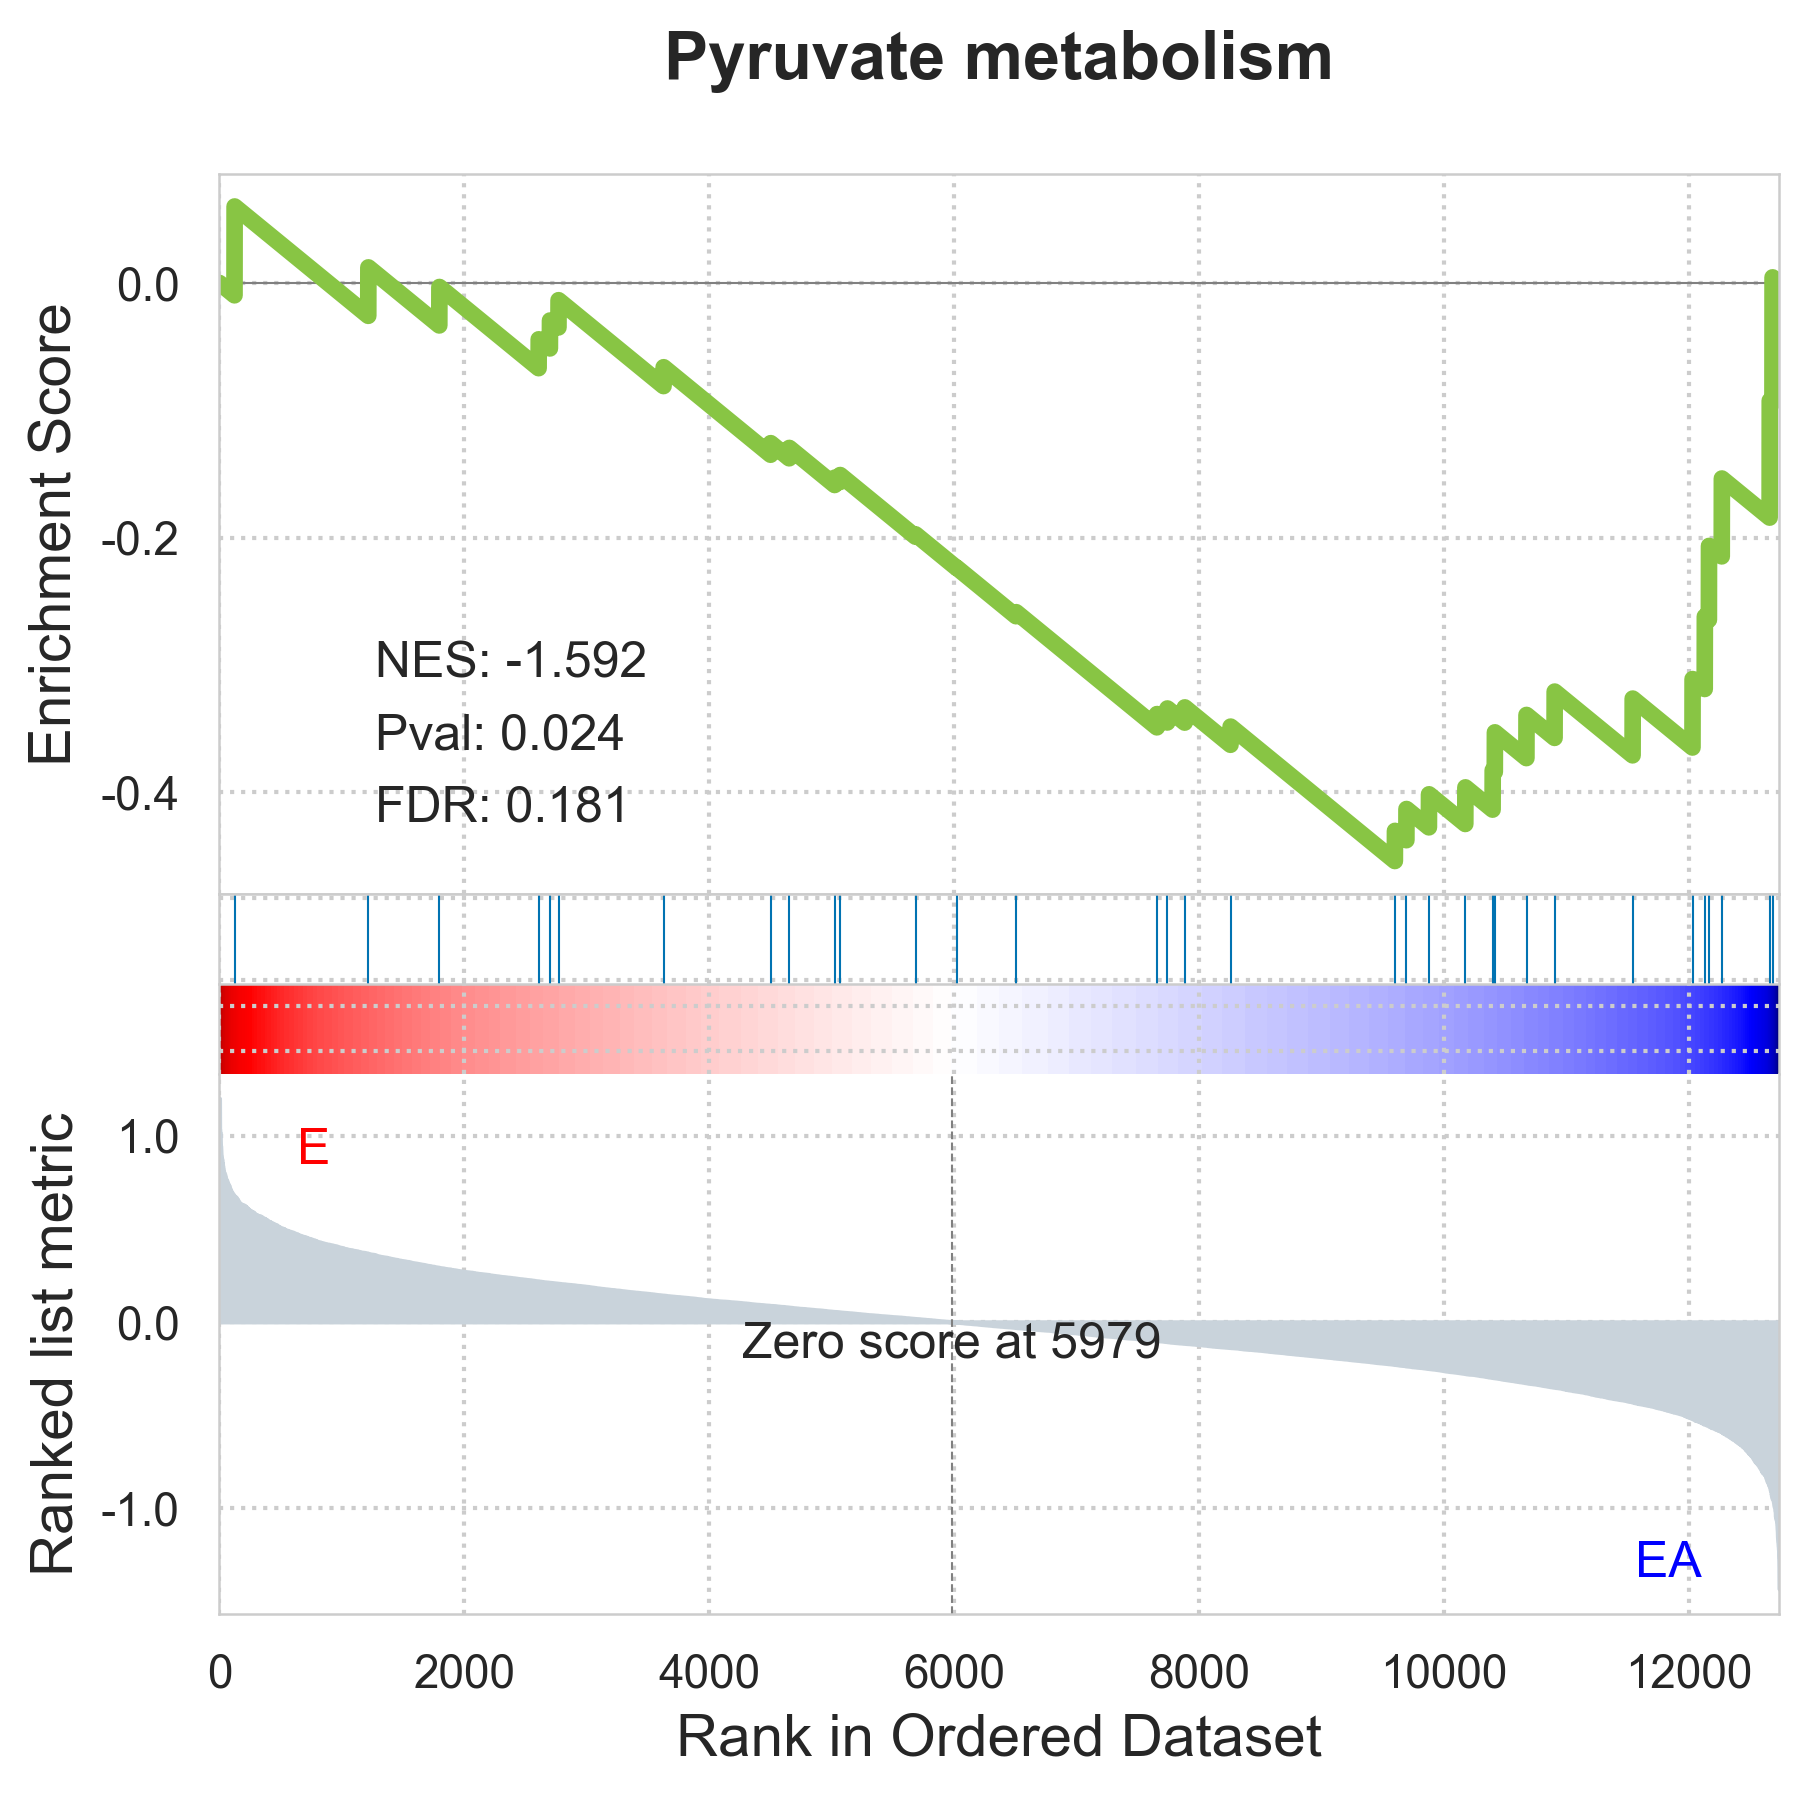 Pyruvate metabolism
Enrichment Score
0.0
-0.2
-0.4
NES: -1.592
Pval: 0.024
FDR: 0.181
Ranked list metric
1.0
0.0
-1.0
E
Zero score at 5979
EA
0 2000 4000 6000 8000 10000 12000
Rank in Ordered Dataset